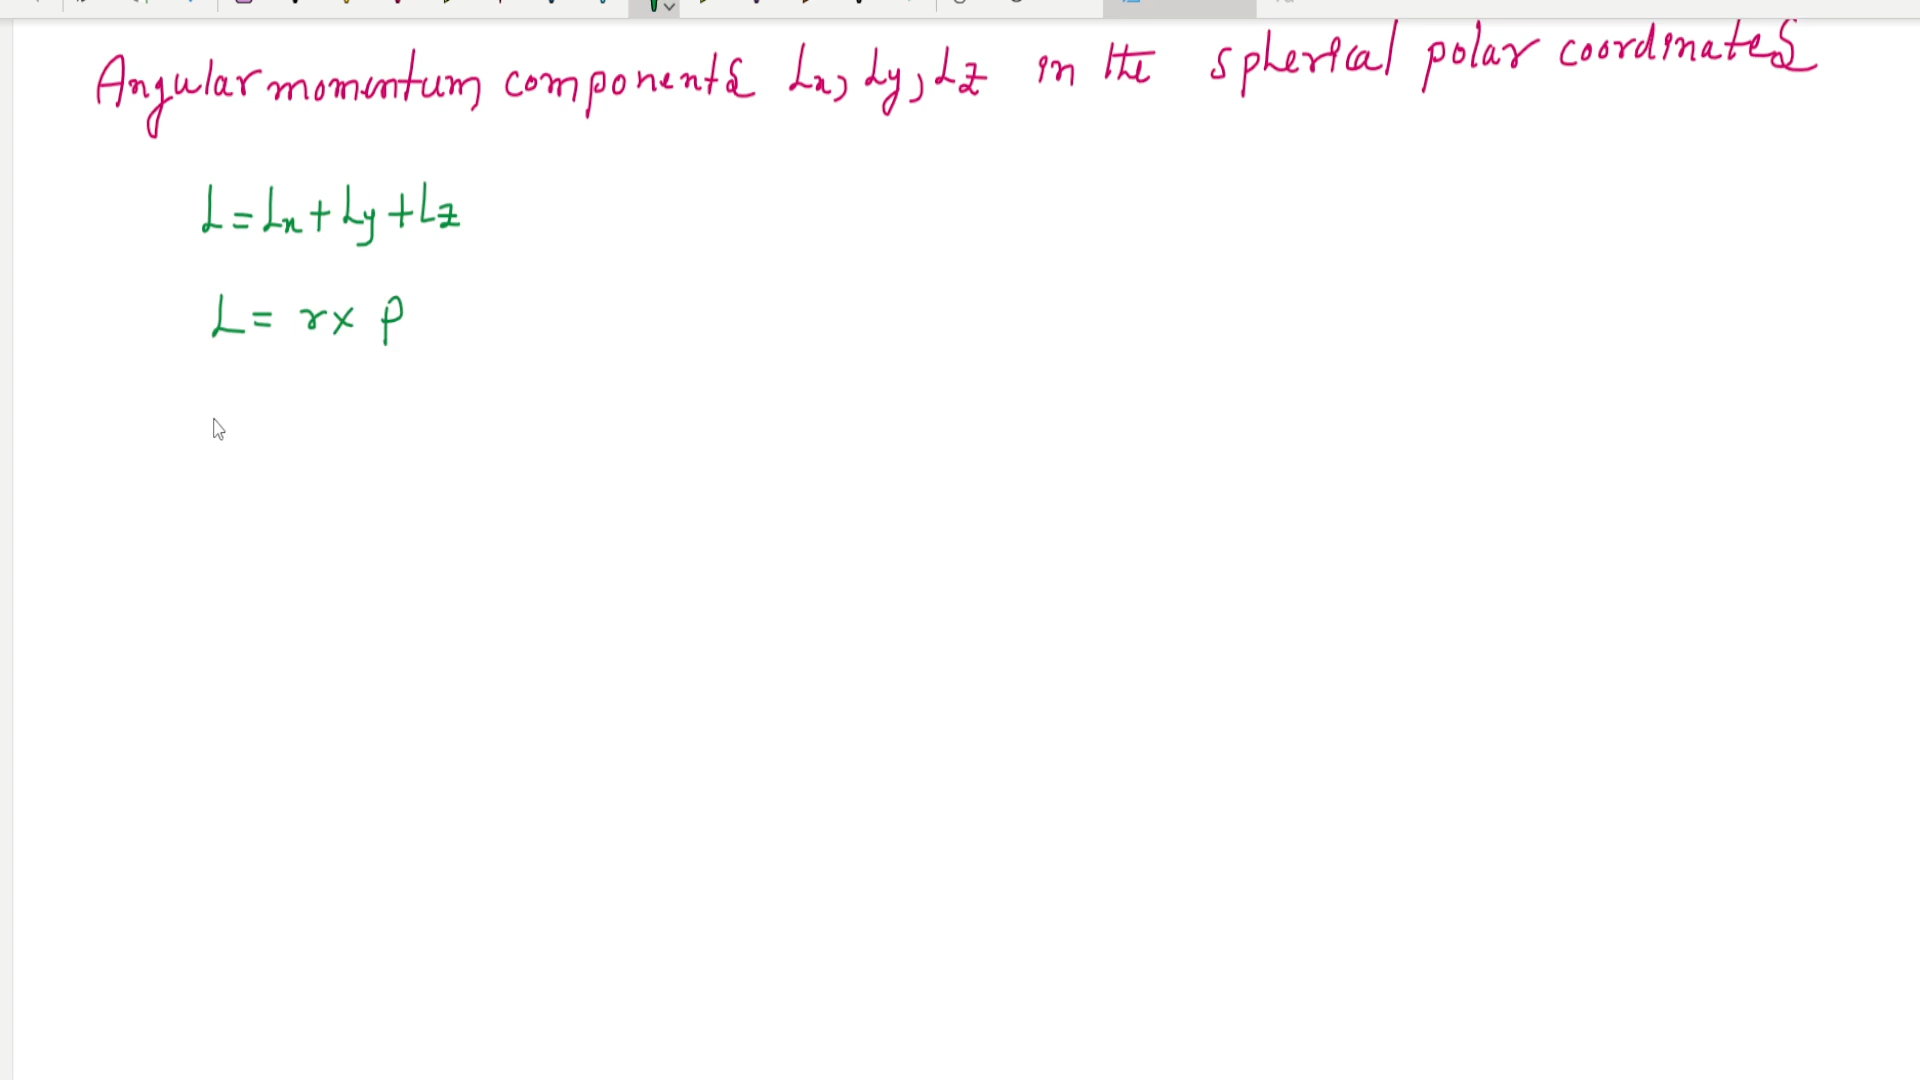 Angular momentum components Lx, Ly, Lz in the spherical polar coordinates
L = Lx + Ly + Lz
L = r x p